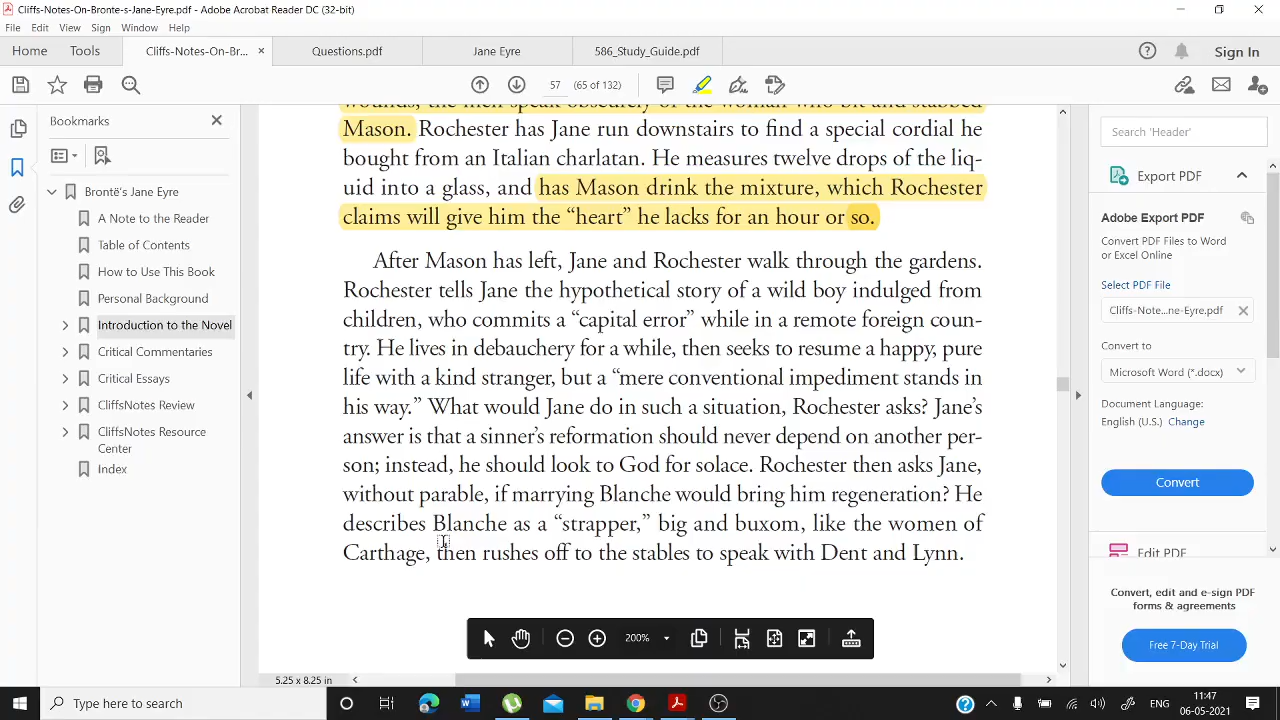 Cliffs-Notes-On-Bronte-s-Jane-Eyre.pdf - Adobe Acrobat Reader DC (32-bit)
File Edit View Sign Window Help
Home Tools Cliffs-Notes-On-Br... × Questions.pdf Jane Eyre 586_Study_Guide.pdf Sign In
57 (65 of 132)
Bookmarks
Brontë's Jane Eyre
A Note to the Reader
Table of Contents
How to Use This Book
Personal Background
Introduction to the Novel
Critical Commentaries
Critical Essays
CliffsNotes Review
CliffsNotes Resource
Center
Index
wounds, the men speak obscurely of the woman who bit and stabbed
Mason. Rochester has Jane run downstairs to find a special cordial he
bought from an Italian charlatan. He measures twelve drops of the liq-
uid into a glass, and has Mason drink the mixture, which Rochester
claims will give him the “heart” he lacks for an hour or so.
After Mason has left, Jane and Rochester walk through the gardens.
Rochester tells Jane the hypothetical story of a wild boy indulged from
children, who commits a “capital error” while in a remote foreign coun-
try. He lives in debauchery for a while, then seeks to resume a happy, pure
life with a kind stranger, but a “mere conventional impediment stands in
his way.” What would Jane do in such a situation, Rochester asks? Jane’s
answer is that a sinner’s reformation should never depend on another per-
son; instead, he should look to God for solace. Rochester then asks Jane,
without parable, if marrying Blanche would bring him regeneration? He
describes Blanche as a “strapper,” big and buxom, like the women of
Carthage, then rushes off to the stables to speak with Dent and Lynn.
200%
5.25 x 8.25 in
Search 'Header'
Export PDF
Adobe Export PDF
Convert PDF Files to Word
or Excel Online
Select PDF File
Cliffs-Note...ne-Eyre.pdf
Convert to
Microsoft Word (*.docx)
Document Language:
English (U.S.) Change
Convert
Edit PDF
Convert, edit and e-sign PDF
forms & agreements
Free 7-Day Trial
Type here to search
ENG
11:47
06-05-2021